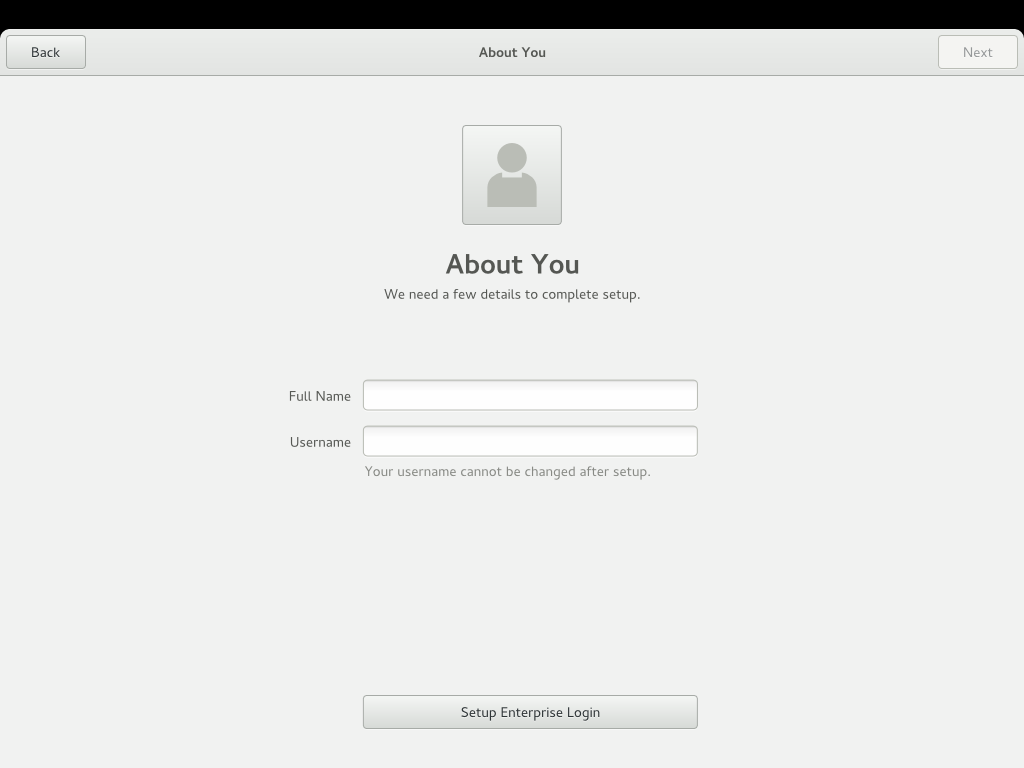 Back
About You
Next
About You
We need a few details to complete setup.
Full Name
Username
Your username cannot be changed after setup.
Setup Enterprise Login